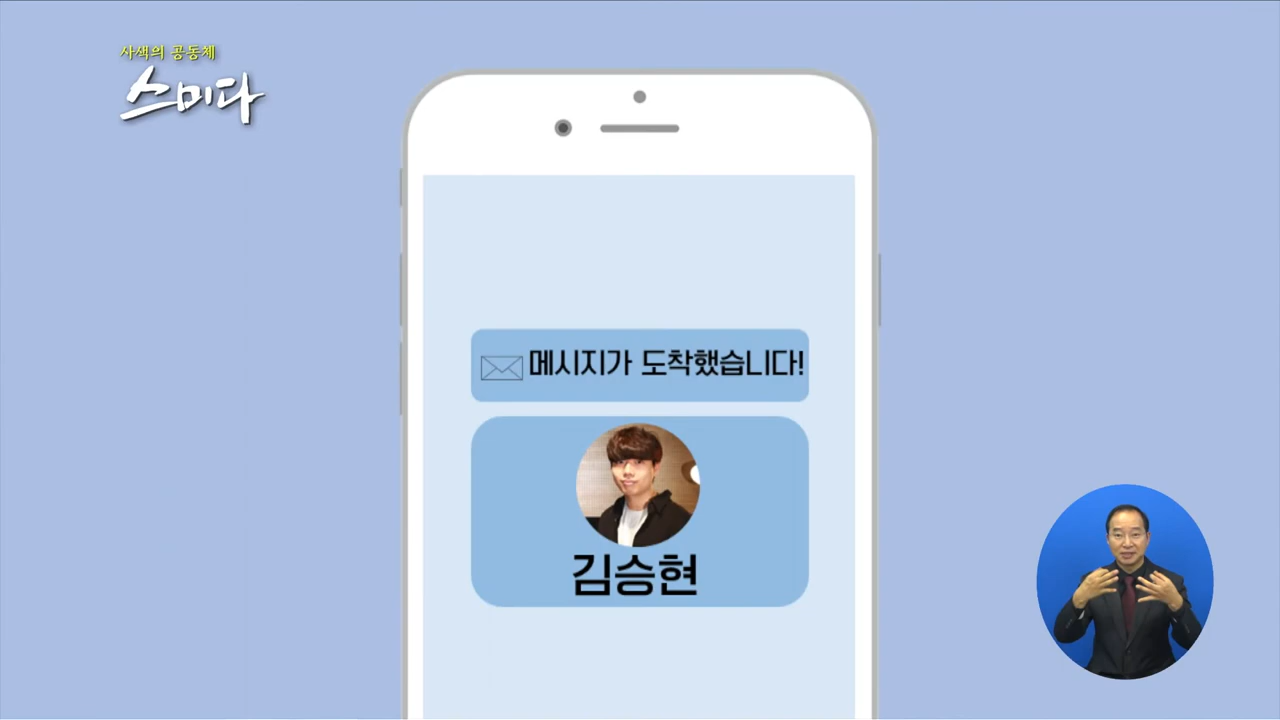 사색의 공동체
스미다
메시지가 도착했습니다!
김승현